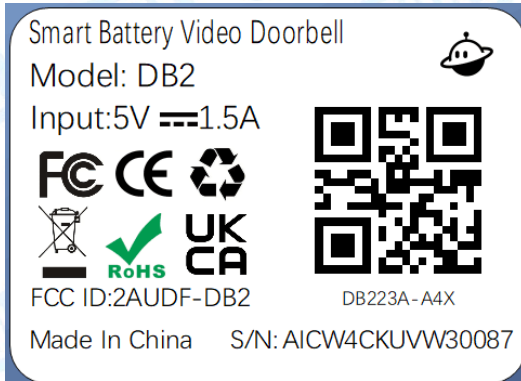 Smart Battery Video Doorbell
Model: DB2
Input:5V ⎓1.5A
FC CE
RoHS UK CA
FCC ID:2AUDF-DB2
DB223A-A4X
Made In China S/N: AICW4CKUVW30087